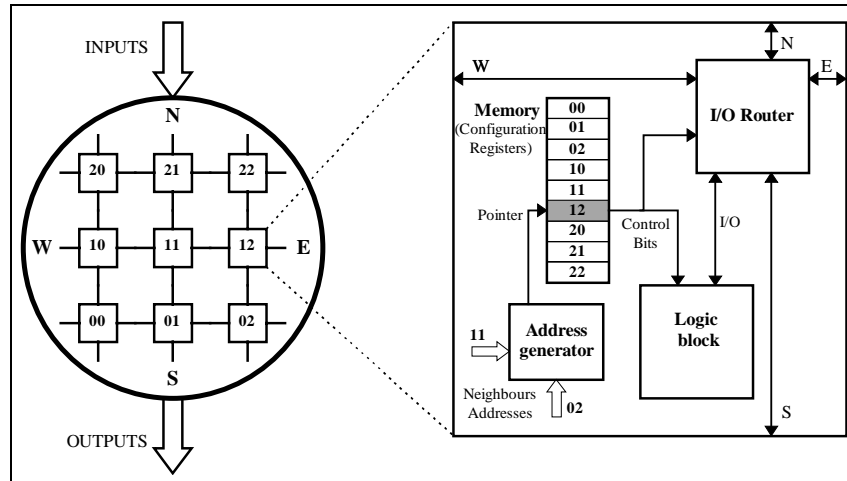 INPUTS
N
20 21 22
W 10 11 12 E
00 01 02
S
OUTPUTS
N
W
E
I/O Router
Memory
(Configuration
Registers)
00
01
02
10
11
12
20
21
22
Pointer
Control
Bits
I/O
Logic
block
Address
generator
11
Neighbours
Addresses
02
S